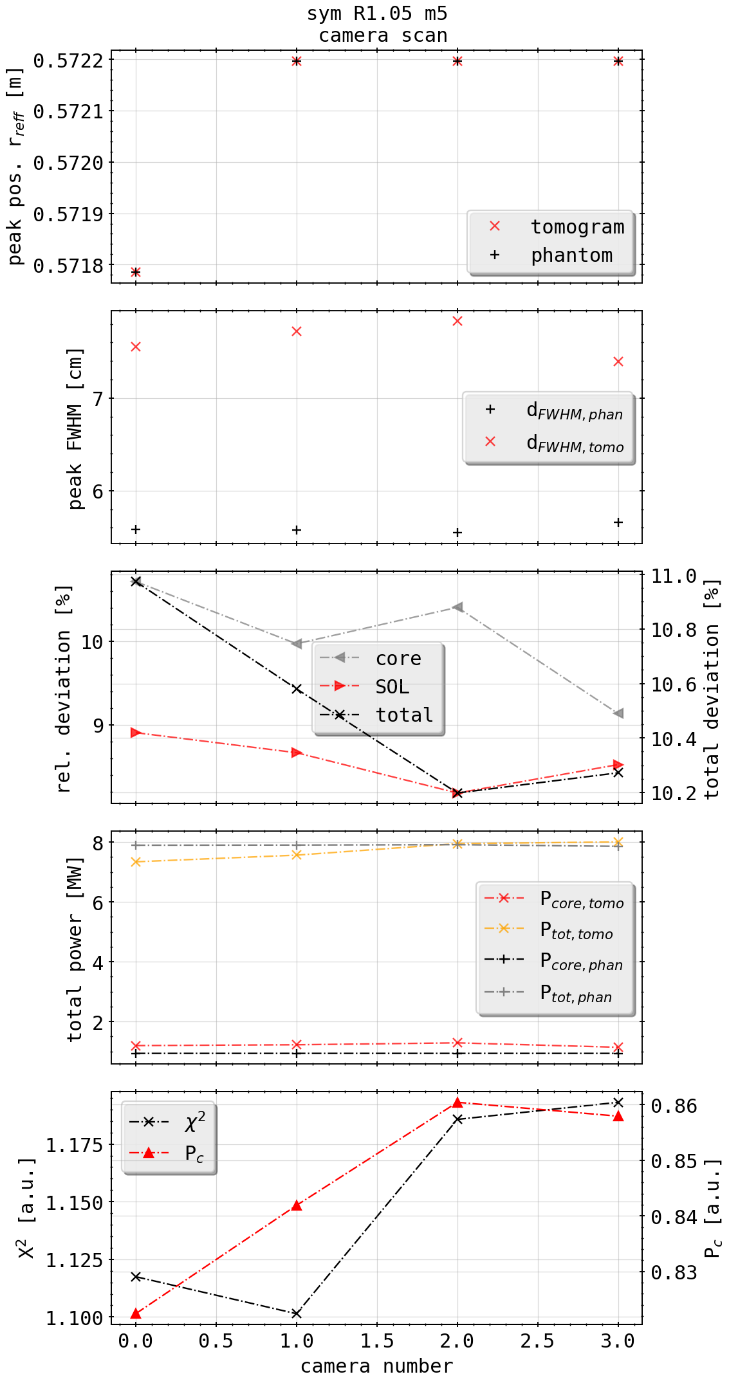 sym R1.05 m5
camera scan
peak pos. r_reff [m]
0.5722
0.5721
0.5720
0.5719
0.5718
tomogram
phantom
peak FWHM [cm]
7
6
d_FWHM,phan
d_FWHM,tomo
rel. deviation [%]
10
9
core
SOL
total
11.0
10.8
10.6
10.4
10.2
total deviation [%]
total power [MW]
8
6
4
2
P_core,tomo
P_tot,tomo
P_core,phan
P_tot,phan
χ² [a.u.]
1.175
1.150
1.125
1.100
χ²
P_c
0.86
0.85
0.84
0.83
P_c [a.u.]
0.0 0.5 1.0 1.5 2.0 2.5 3.0
camera number